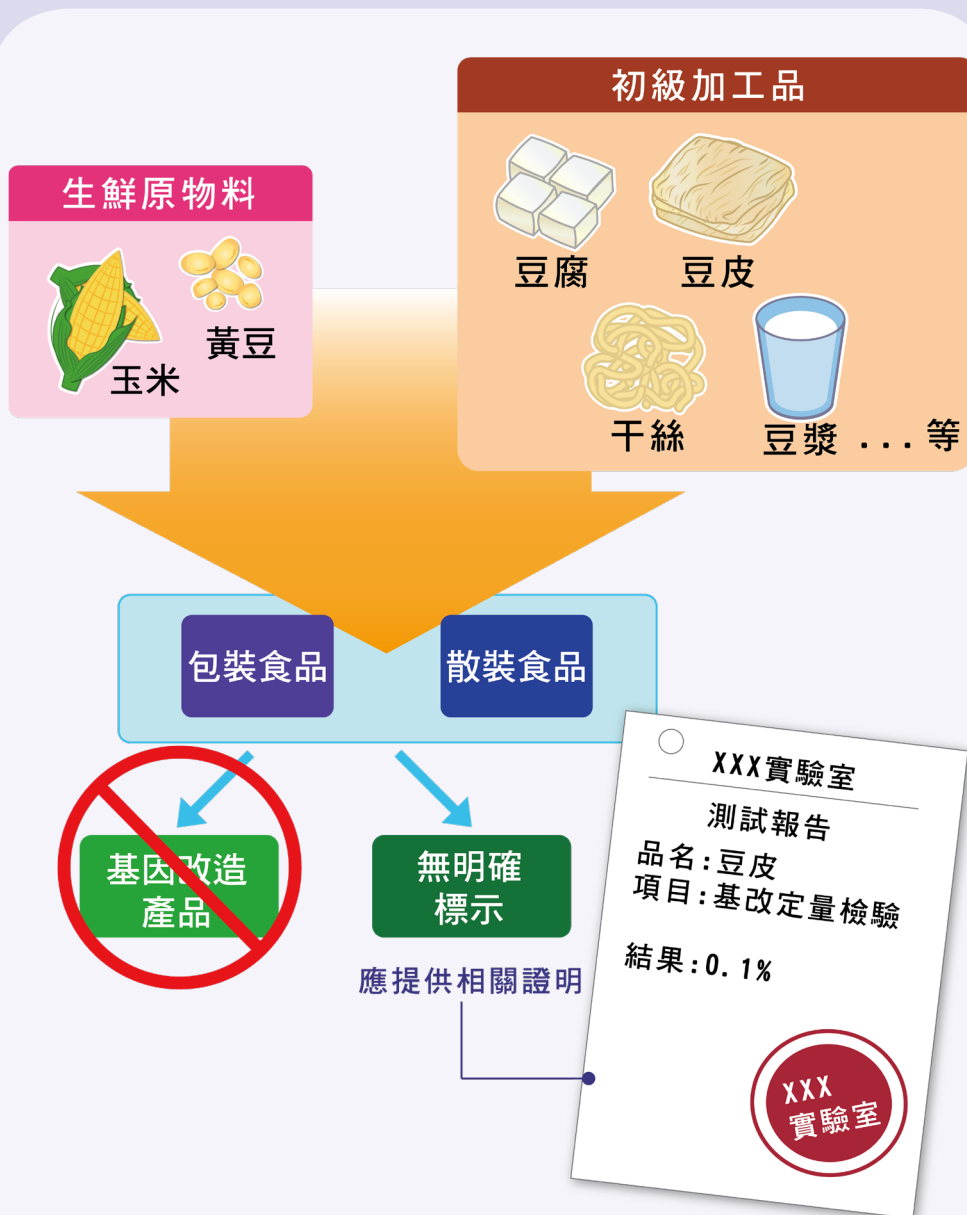 初級加工品
豆腐
豆皮
干絲
豆漿 ...等
生鮮原物料
玉米
黃豆
包裝食品
散裝食品
基因改造
產品
無明確
標示
應提供相關證明
XXX實驗室
測試報告
品名:豆皮
項目:基改定量檢驗
結果:0.1%
XXX
實驗室